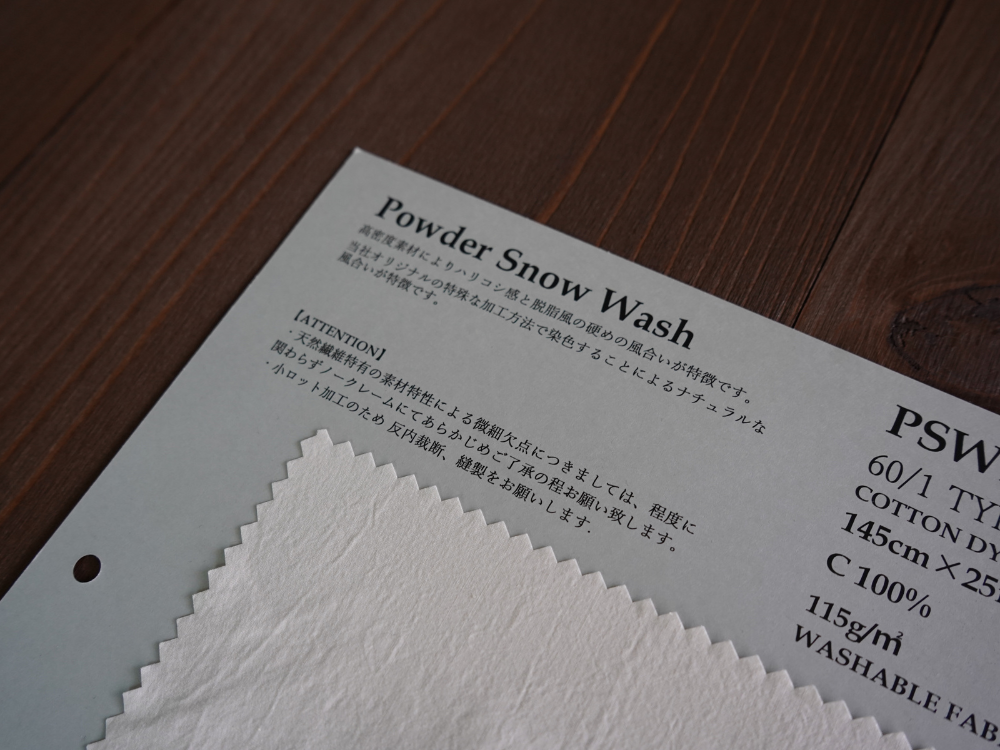 Powder Snow Wash
高密度素材によりハリコシ感と脱脂風の硬めの風合いが特徴です。
当社オリジナルの特殊な加工方法で染色することによるナチュラルな
風合いが特徴です。
【ATTENTION】
・天然繊維特有の素材特性による微細欠点につきましては、程度に
関わらずノークレームにてあらかじめご了承の程お願い致します。
・小ロット加工のため 反内裁断、縫製をお願いします.
PSW
60/1 TY
COTTON DY
145cm×25
C 100%
115g/㎡
WASHABLE FAB